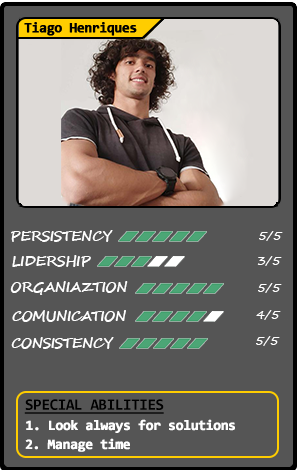 Tiago Henriques
PERSISTENCY 5/5
LIDERSHIP 3/5
ORGANIAZTION 5/5
COMUNICATION 4/5
CONSISTENCY 5/5
SPECIAL ABILITIES
1. Look always for solutions
2. Manage time